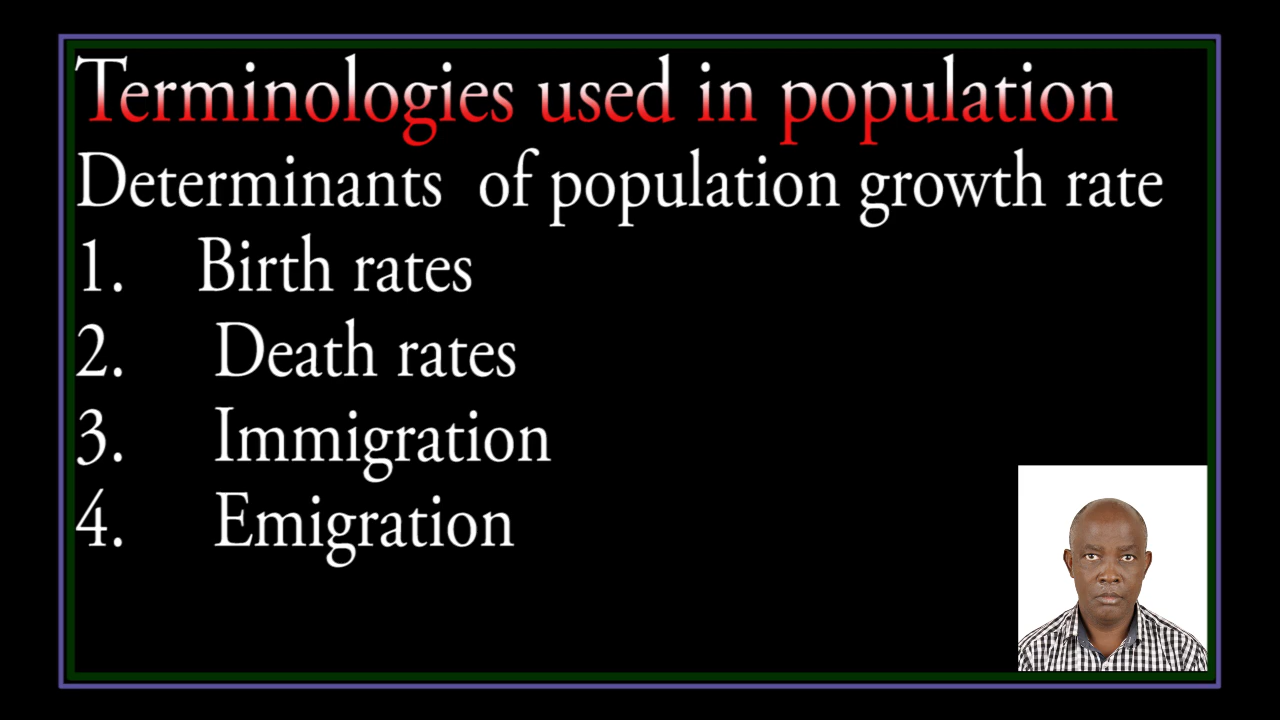 Terminologies used in population
Determinants of population growth rate
1. Birth rates
2. Death rates
3. Immigration
4. Emigration